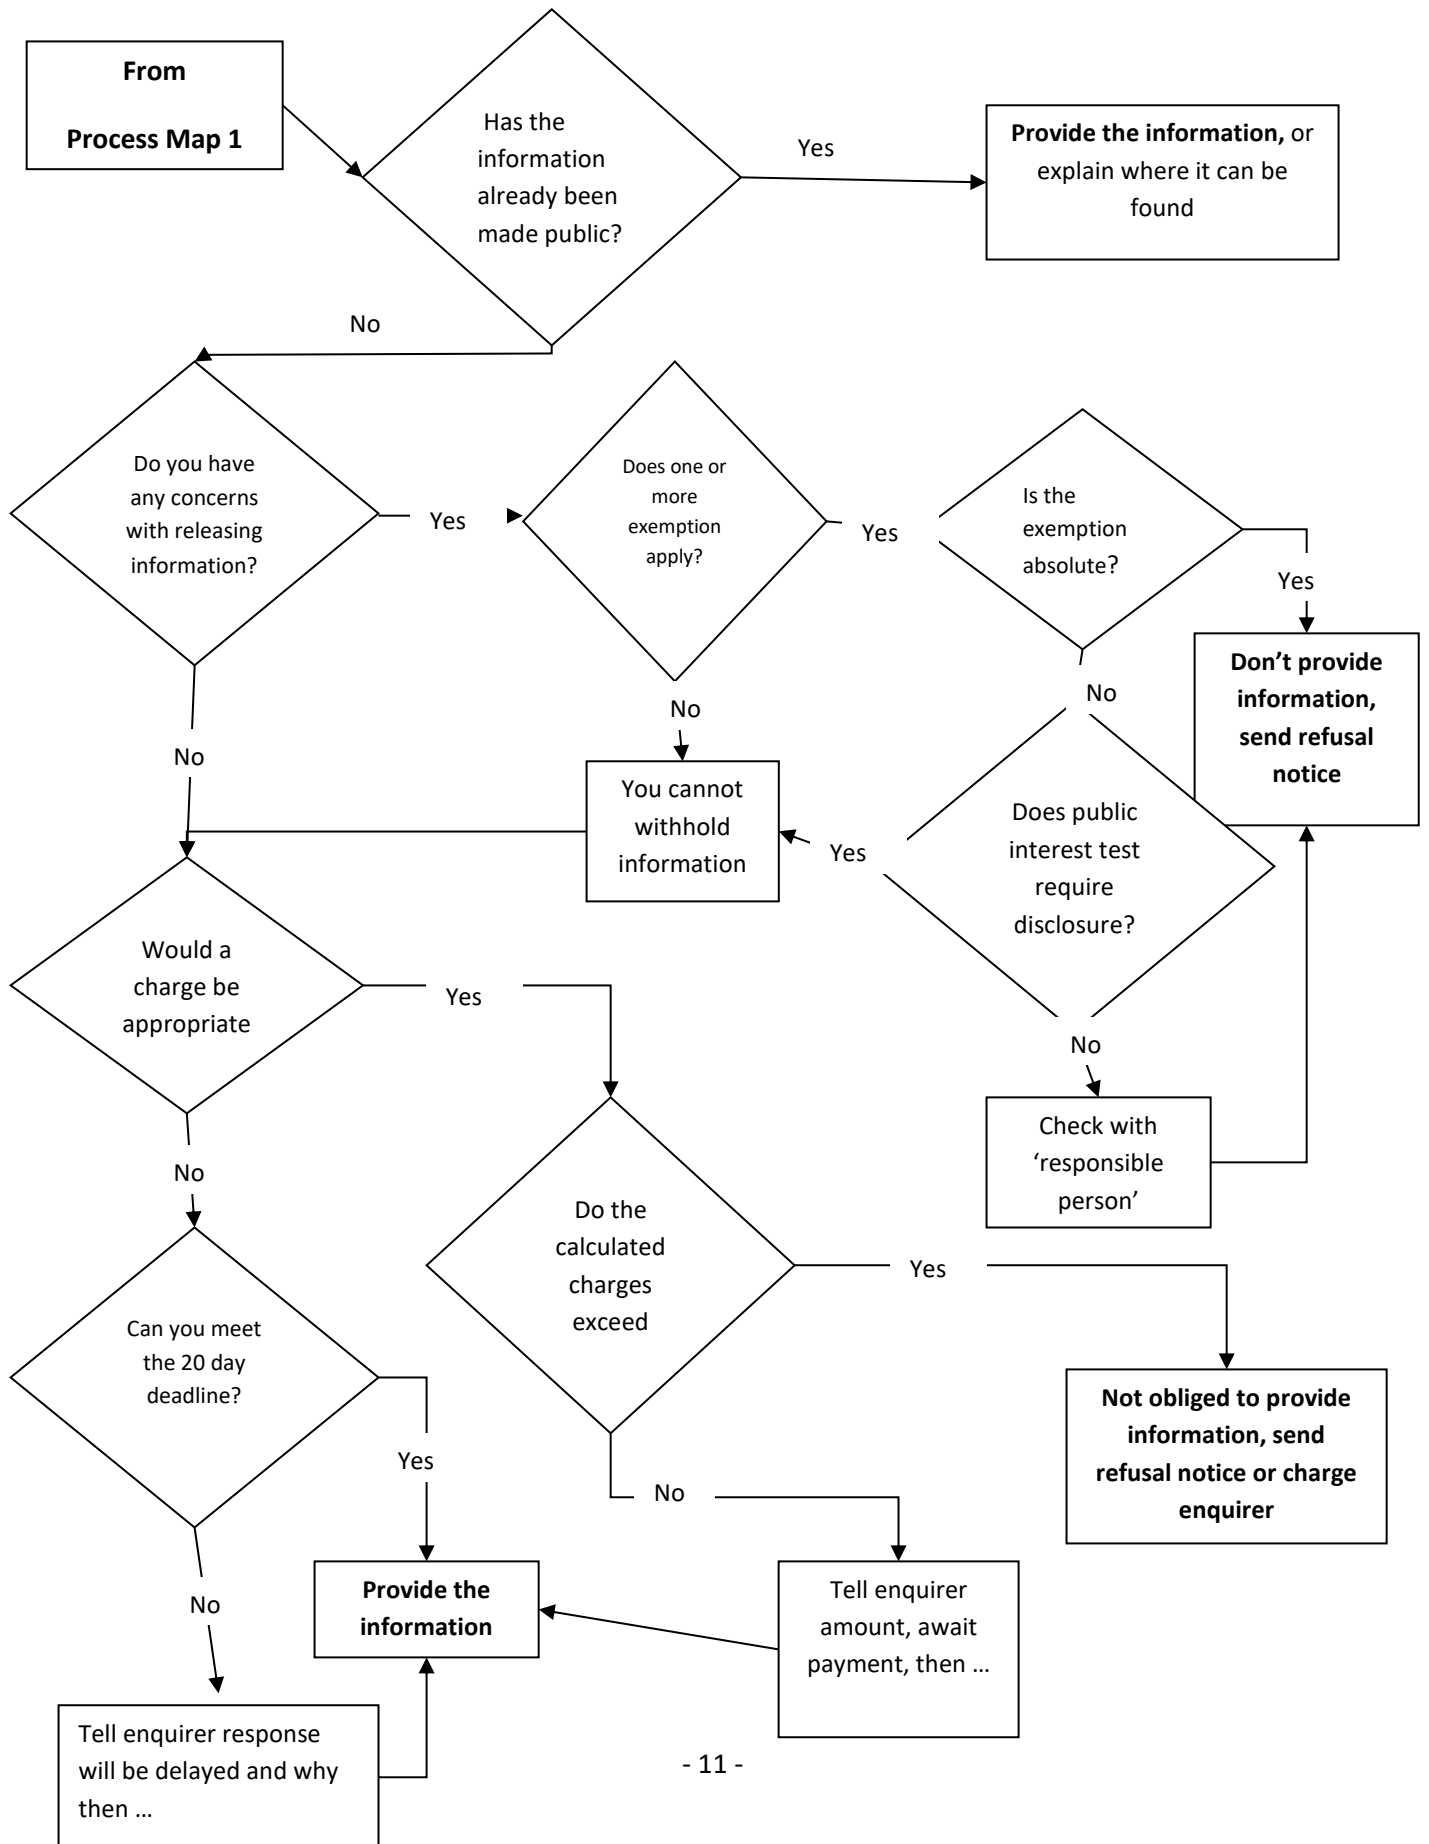 From
Process Map 1
Has the
information
already been
made public?
Yes
Provide the information, or
explain where it can be
found
No
Do you have
any concerns
with releasing
information?
Yes
Does one or
more
exemption
apply?
Yes
Is the
exemption
absolute?
Yes
Don’t provide
information,
send refusal
notice
No
No
No
You cannot
withhold
information
Yes
Does public
interest test
require
disclosure?
Would a
charge be
appropriate
Yes
No
Check with
‘responsible
person’
No
Do the
calculated
charges
exceed
Yes
Can you meet
the 20 day
deadline?
Not obliged to provide
information, send
refusal notice or charge
enquirer
Yes
No
No
Provide the
information
Tell enquirer
amount, await
payment, then ...
Tell enquirer response
will be delayed and why
then ...
- 11 -